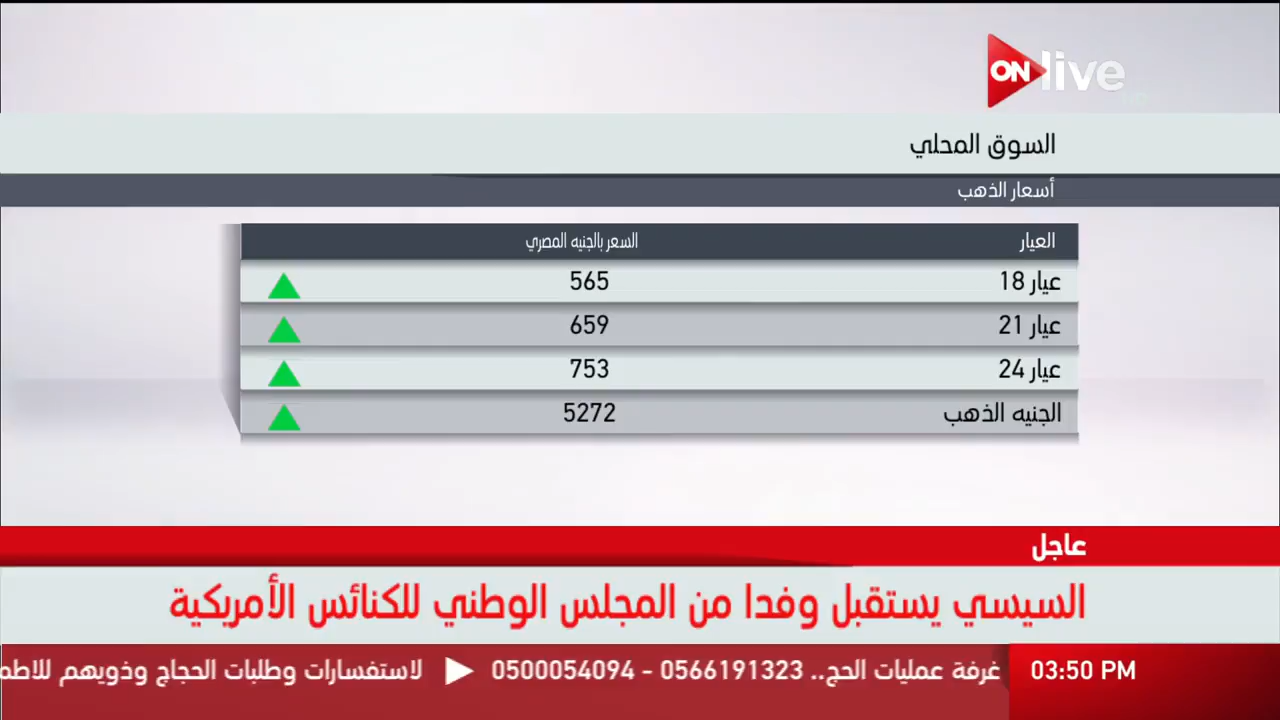 ON live
السوق المحلي
أسعار الذهب
العيار السعر بالجنيه المصري
عيار 18 565
عيار 21 659
عيار 24 753
الجنيه الذهب 5272
عاجل
السيسي يستقبل وفدا من المجلس الوطني للكنائس الأمريكية
03:50 PM غرفة عمليات الحج.. 0566191323 - 0500054094 لاستفسارات وطلبات الحجاج وذويهم